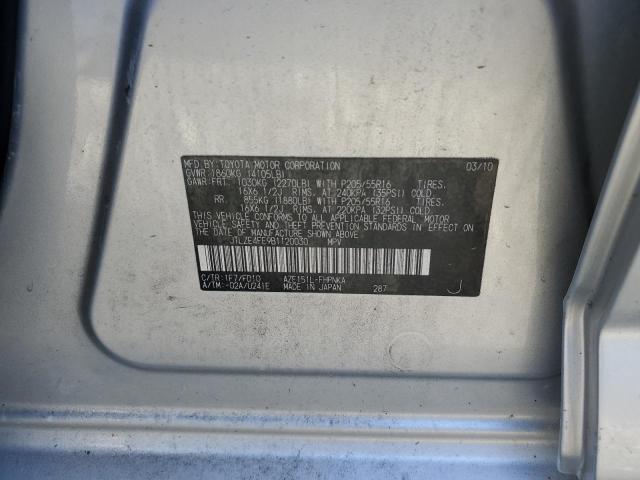 MFD BY: TOYOTA MOTOR CORPORATION 03/10
GVWR: 1860KG (4105LB)
GAWR: FRT. 1030KG (2270LB) WITH P205/55R16 TIRES,
16X6 1/2J RIMS, AT 240KPA (35PSI) COLD.
RR. 855KG (1880LB) WITH P205/55R16 TIRES,
16X6 1/2J RIMS, AT 220KPA (32PSI) COLD.
THIS VEHICLE CONFORMS TO ALL APPLICABLE FEDERAL MOTOR
VEHICLE SAFETY AND THEFT PREVENTION STANDARDS IN
EFFECT ON THE DATE OF MANUFACTURE SHOWN ABOVE.
JTLZE4FE9B1120030 MPV
C/TR: 1F7/FD10 AZE151L-FHPNKA
A/TM: -02A/U241E MADE IN JAPAN 287 J